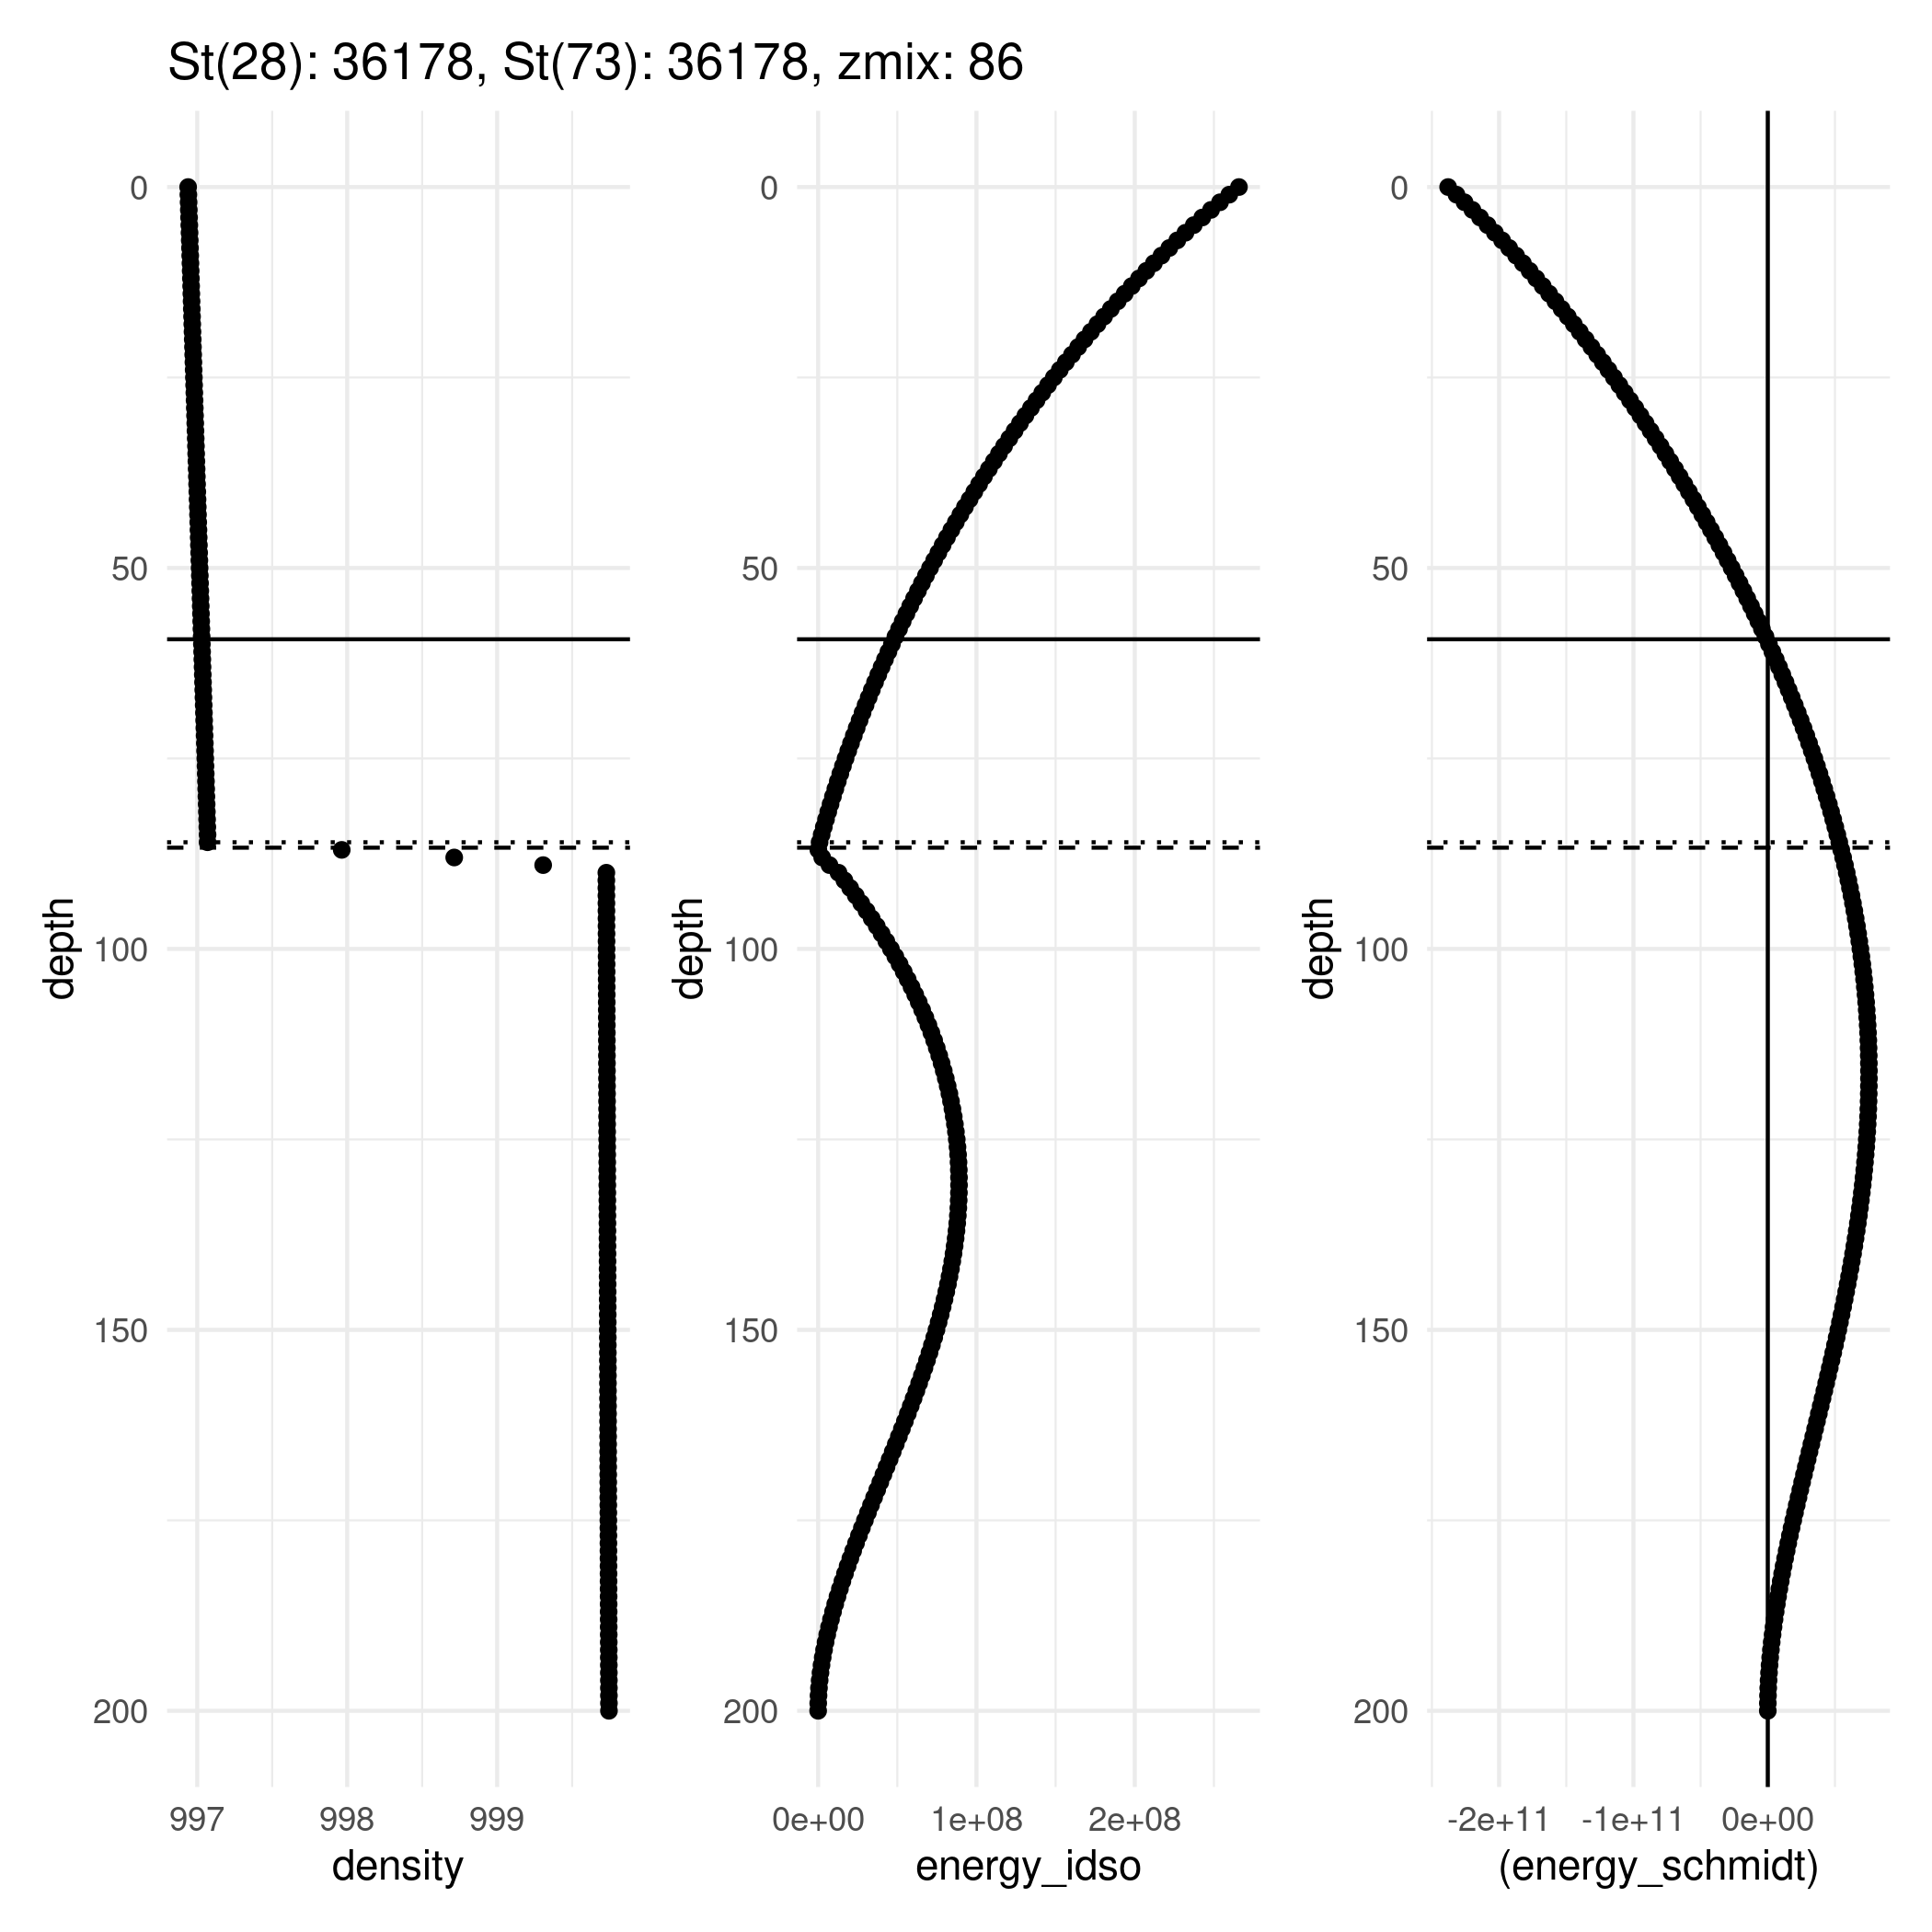 St(28): 36178, St(73): 36178, zmix: 86
depth
0
50
100
150
200
997 998 999
density
depth
0
50
100
150
200
0e+00 1e+08 2e+08
energy_idso
depth
0
50
100
150
200
-2e+11 -1e+11 0e+00
(energy_schmidt)